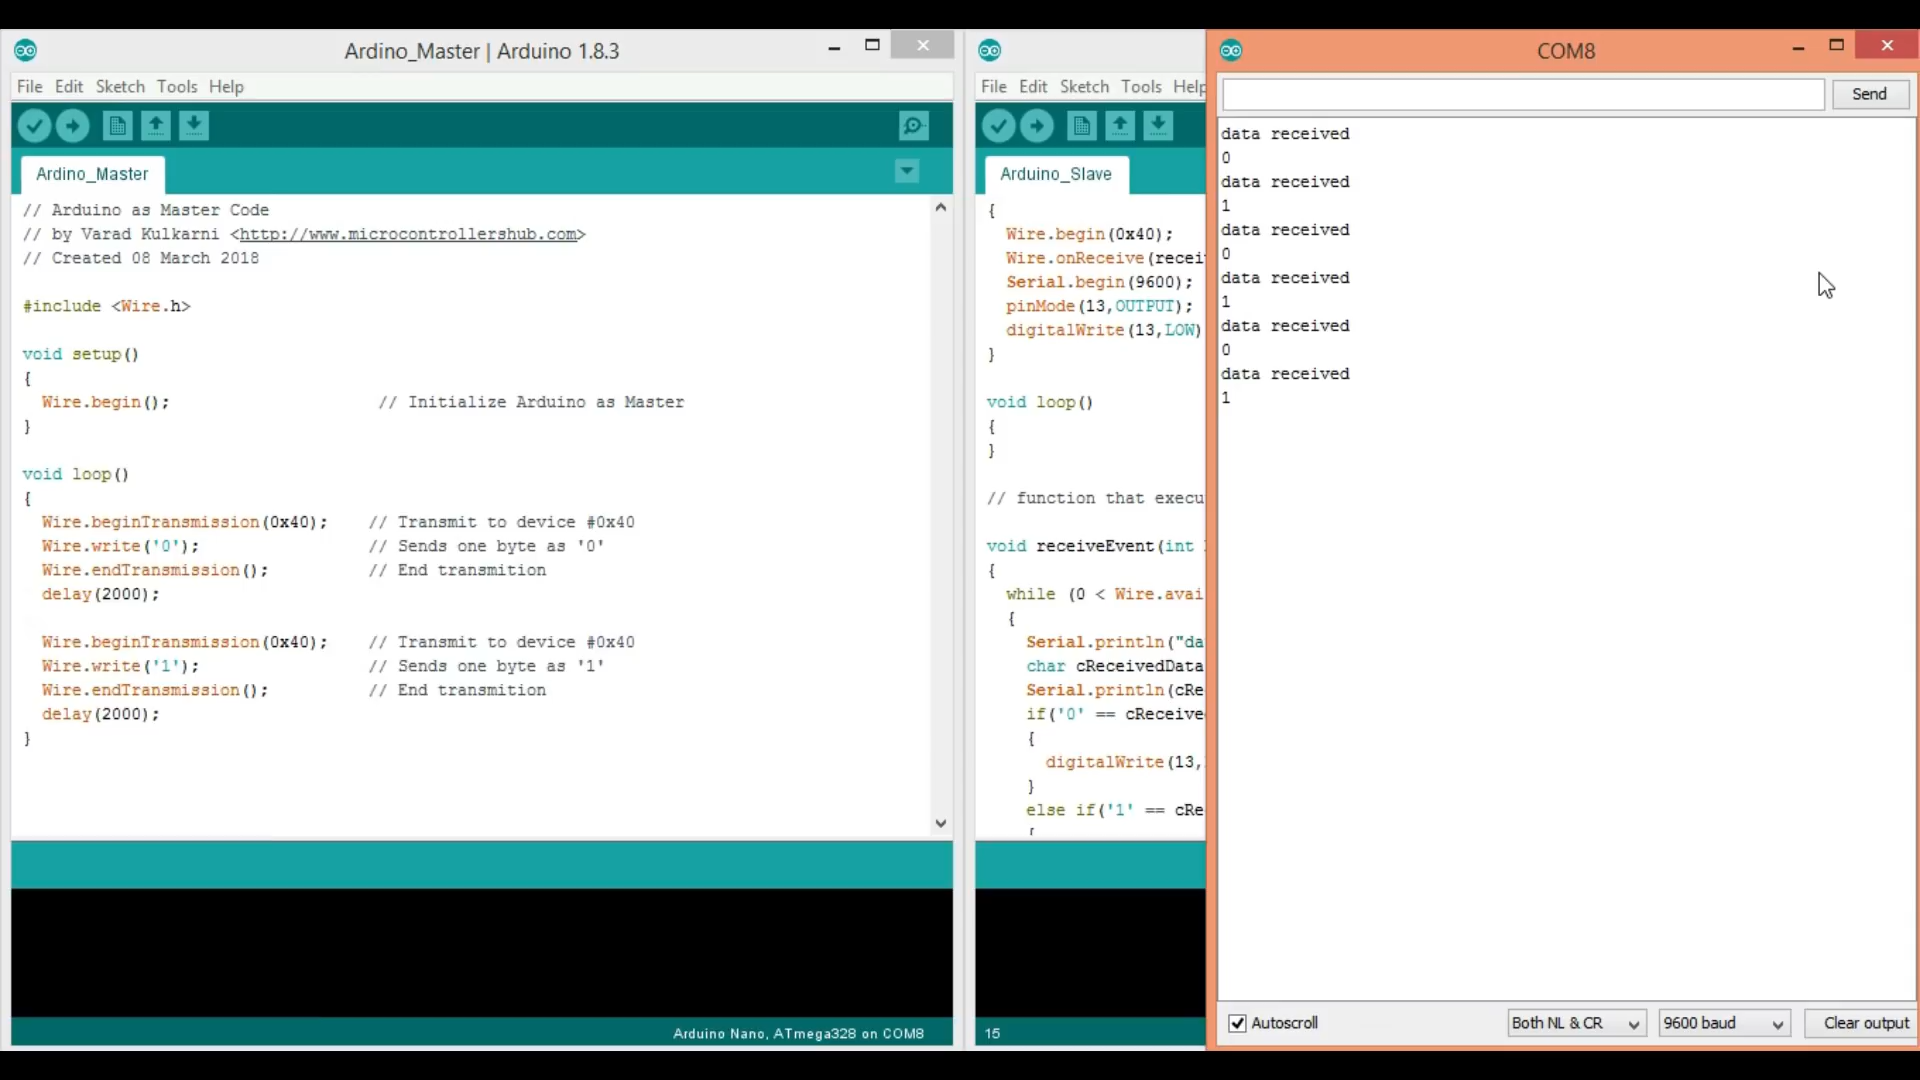 Ardino_Master | Arduino 1.8.3
File Edit Sketch Tools Help
Ardino_Master
// Arduino as Master Code
// by Varad Kulkarni <http://www.microcontrollershub.com>
// Created 08 March 2018
#include <Wire.h>
void setup()
{
Wire.begin(); // Initialize Arduino as Master
}
void loop()
{
Wire.beginTransmission(0x40); // Transmit to device #0x40
Wire.write('0'); // Sends one byte as '0'
Wire.endTransmission(); // End transmition
delay(2000);
Wire.beginTransmission(0x40); // Transmit to device #0x40
Wire.write('1'); // Sends one byte as '1'
Wire.endTransmission(); // End transmition
delay(2000);
}
Arduino Nano, ATmega328 on COM8
File Edit Sketch Tools Help
Arduino_Slave
{
Wire.begin(0x40);
Wire.onReceive(recei
Serial.begin(9600);
pinMode(13,OUTPUT);
digitalWrite(13,LOW)
}
void loop()
{
}
// function that execu
void receiveEvent(int
{
while (0 < Wire.avai
{
Serial.println("da
char cReceivedData
Serial.println(cRe
if('0' == cReceive
{
digitalWrite(13,
}
else if('1' == cRe
{
15
COM8
Send
data received
0
data received
1
data received
0
data received
1
data received
0
data received
1
Autoscroll
Both NL & CR
9600 baud
Clear output